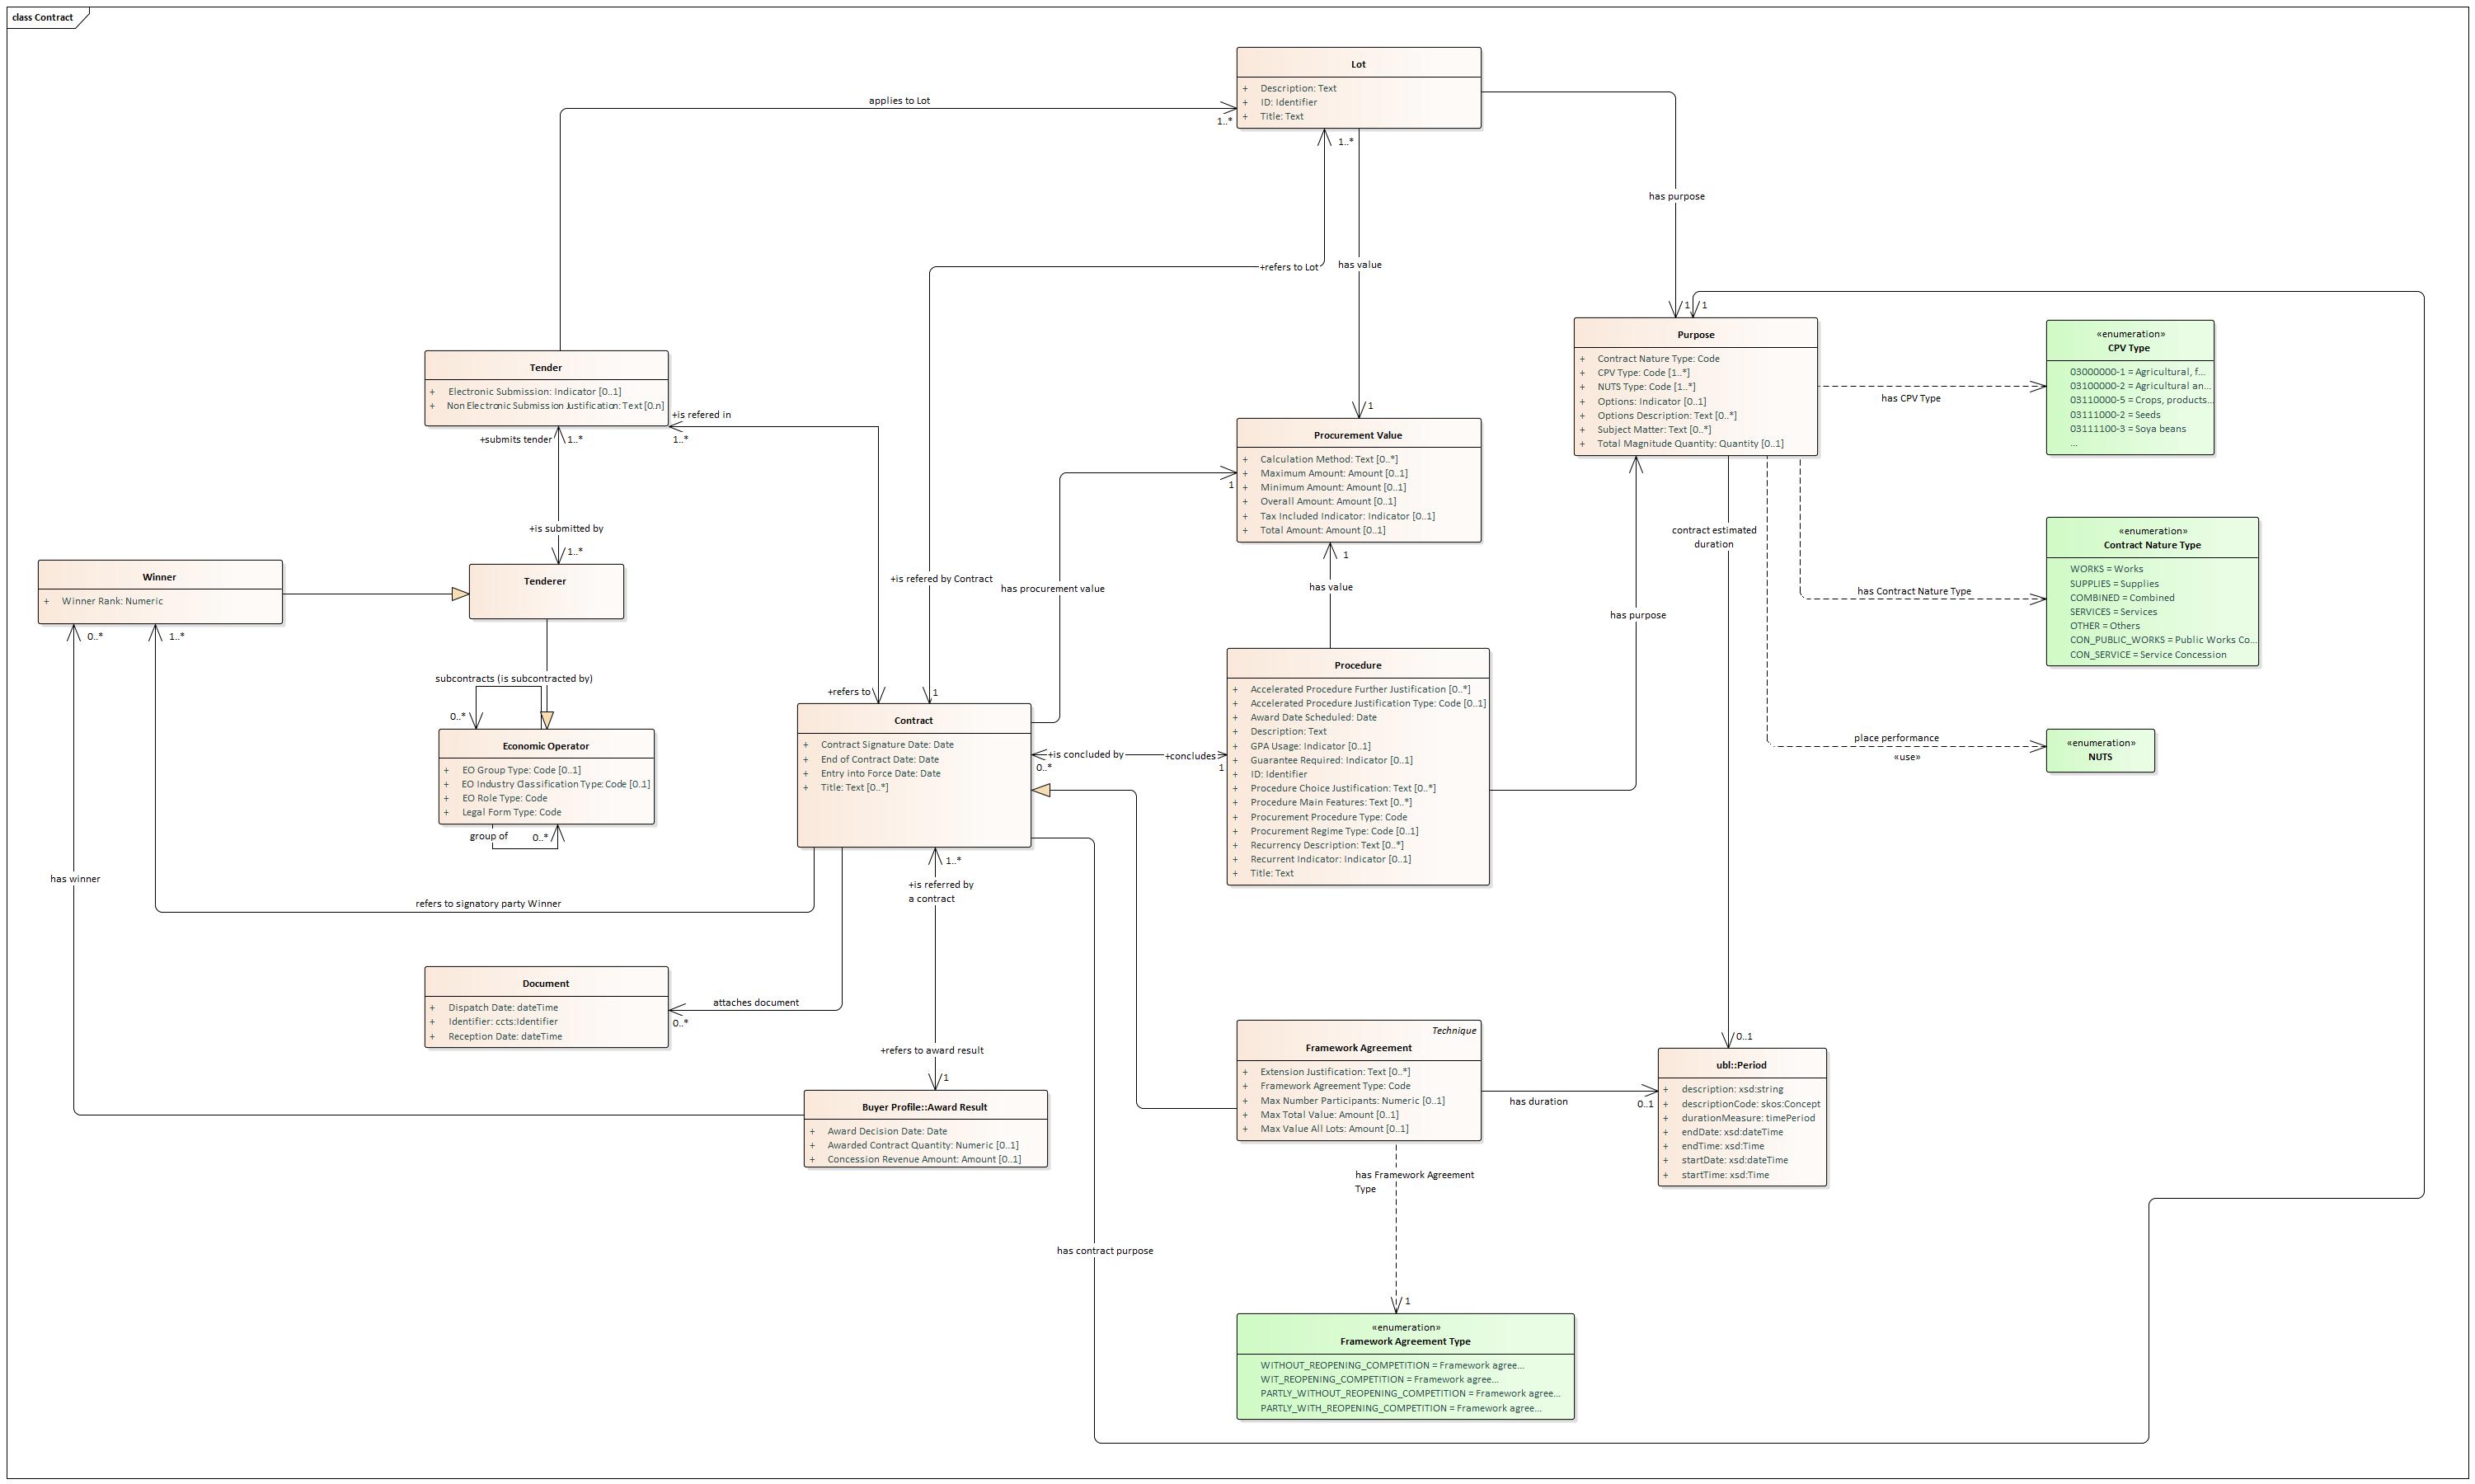 class Contract
Lot
+ Description: Text
+ ID: Identifier
+ Title: Text
applies to Lot
1..*
1..*
has purpose
+refers to Lot
has value
1
1
Tender
+ Electronic Submission: Indicator [0..1]
+ Non Electronic Submission Justification: Text [0.n]
+is refered in
1..*
+submits tender
1..*
+is submitted by
1..*
Purpose
+ Contract Nature Type: Code
+ CPV Type: Code [1..*]
+ NUTS Type: Code [1..*]
+ Options: Indicator [0..1]
+ Options Description: Text [0..*]
+ Subject Matter: Text [0..*]
+ Total Magnitude Quantity: Quantity [0..1]
has CPV Type
«enumeration»
CPV Type
03000000-1 = Agricultural, f...
03100000-2 = Agricultural an...
03110000-5 = Crops, products...
03111000-2 = Seeds
03111100-3 = Soya beans
...
1
Procurement Value
+ Calculation Method: Text [0..*]
+ Maximum Amount: Amount [0..1]
+ Minimum Amount: Amount [0..1]
+ Overall Amount: Amount [0..1]
+ Tax Included Indicator: Indicator [0..1]
+ Total Amount: Amount [0..1]
1
1
has value
has procurement value
+is refered by Contract
has purpose
contract estimated
duration
«enumeration»
Contract Nature Type
WORKS = Works
SUPPLIES = Supplies
COMBINED = Combined
SERVICES = Services
OTHER = Others
CON_PUBLIC_WORKS = Public Works Co...
CON_SERVICE = Service Concession
has Contract Nature Type
Winner
+ Winner Rank: Numeric
0..*
1..*
Tenderer
subcontracts (is subcontracted by)
0..*
Economic Operator
+ EO Group Type: Code [0..1]
+ EO Industry Classification Type: Code [0..1]
+ EO Role Type: Code
+ Legal Form Type: Code
group of
0..*
+refers to
1
Contract
+ Contract Signature Date: Date
+ End of Contract Date: Date
+ Entry into Force Date: Date
+ Title: Text [0..*]
+is concluded by
0..*
+concludes
1
Procedure
+ Accelerated Procedure Further Justification [0..*]
+ Accelerated Procedure Justification Type: Code [0..1]
+ Award Date Scheduled: Date
+ Description: Text
+ GPA Usage: Indicator [0..1]
+ Guarantee Required: Indicator [0..1]
+ ID: Identifier
+ Procedure Choice Justification: Text [0..*]
+ Procedure Main Features: Text [0..*]
+ Procurement Procedure Type: Code
+ Procurement Regime Type: Code [0..1]
+ Recurrency Description: Text [0..*]
+ Recurrent Indicator: Indicator [0..1]
+ Title: Text
place performance
«use»
«enumeration»
NUTS
has winner
refers to signatory party Winner
1..*
+is referred by
a contract
Document
+ Dispatch Date: dateTime
+ Identifier: ccts:Identifier
+ Reception Date: dateTime
attaches document
0..*
+refers to award result
1
Buyer Profile::Award Result
+ Award Decision Date: Date
+ Awarded Contract Quantity: Numeric [0..1]
+ Concession Revenue Amount: Amount [0..1]
Technique
Framework Agreement
+ Extension Justification: Text [0..*]
+ Framework Agreement Type: Code
+ Max Number Participants: Numeric [0..1]
+ Max Total Value: Amount [0..1]
+ Max Value All Lots: Amount [0..1]
has duration
0..1
0..1
ubl::Period
+ description: xsd:string
+ descriptionCode: skos:Concept
+ durationMeasure: timePeriod
+ endDate: xsd:dateTime
+ endTime: xsd:Time
+ startDate: xsd:dateTime
+ startTime: xsd:Time
has Framework Agreement
Type
has contract purpose
1
«enumeration»
Framework Agreement Type
WITHOUT_REOPENING_COMPETITION = Framework agree...
WIT_REOPENING_COMPETITION = Framework agree...
PARTLY_WITHOUT_REOPENING_COMPETITION = Framework agree...
PARTLY_WITH_REOPENING_COMPETITION = Framework agree...